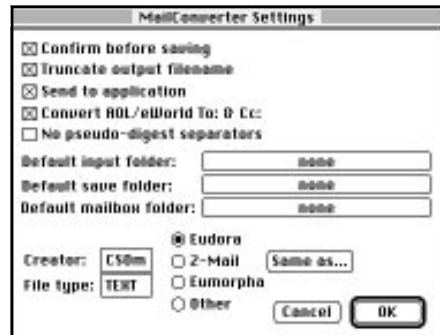 MailConverter Settings
Confirm before saving
Truncate output filename
Send to application
Convert AOL/eWorld To: & Cc:
No pseudo-digest separators
Default input folder: none
Default save folder: none
Default mailbox folder: none
Eudora
Creator: CSOm Z-Mail Same as...
File type: TEXT Eumorpha
Other
Cancel OK